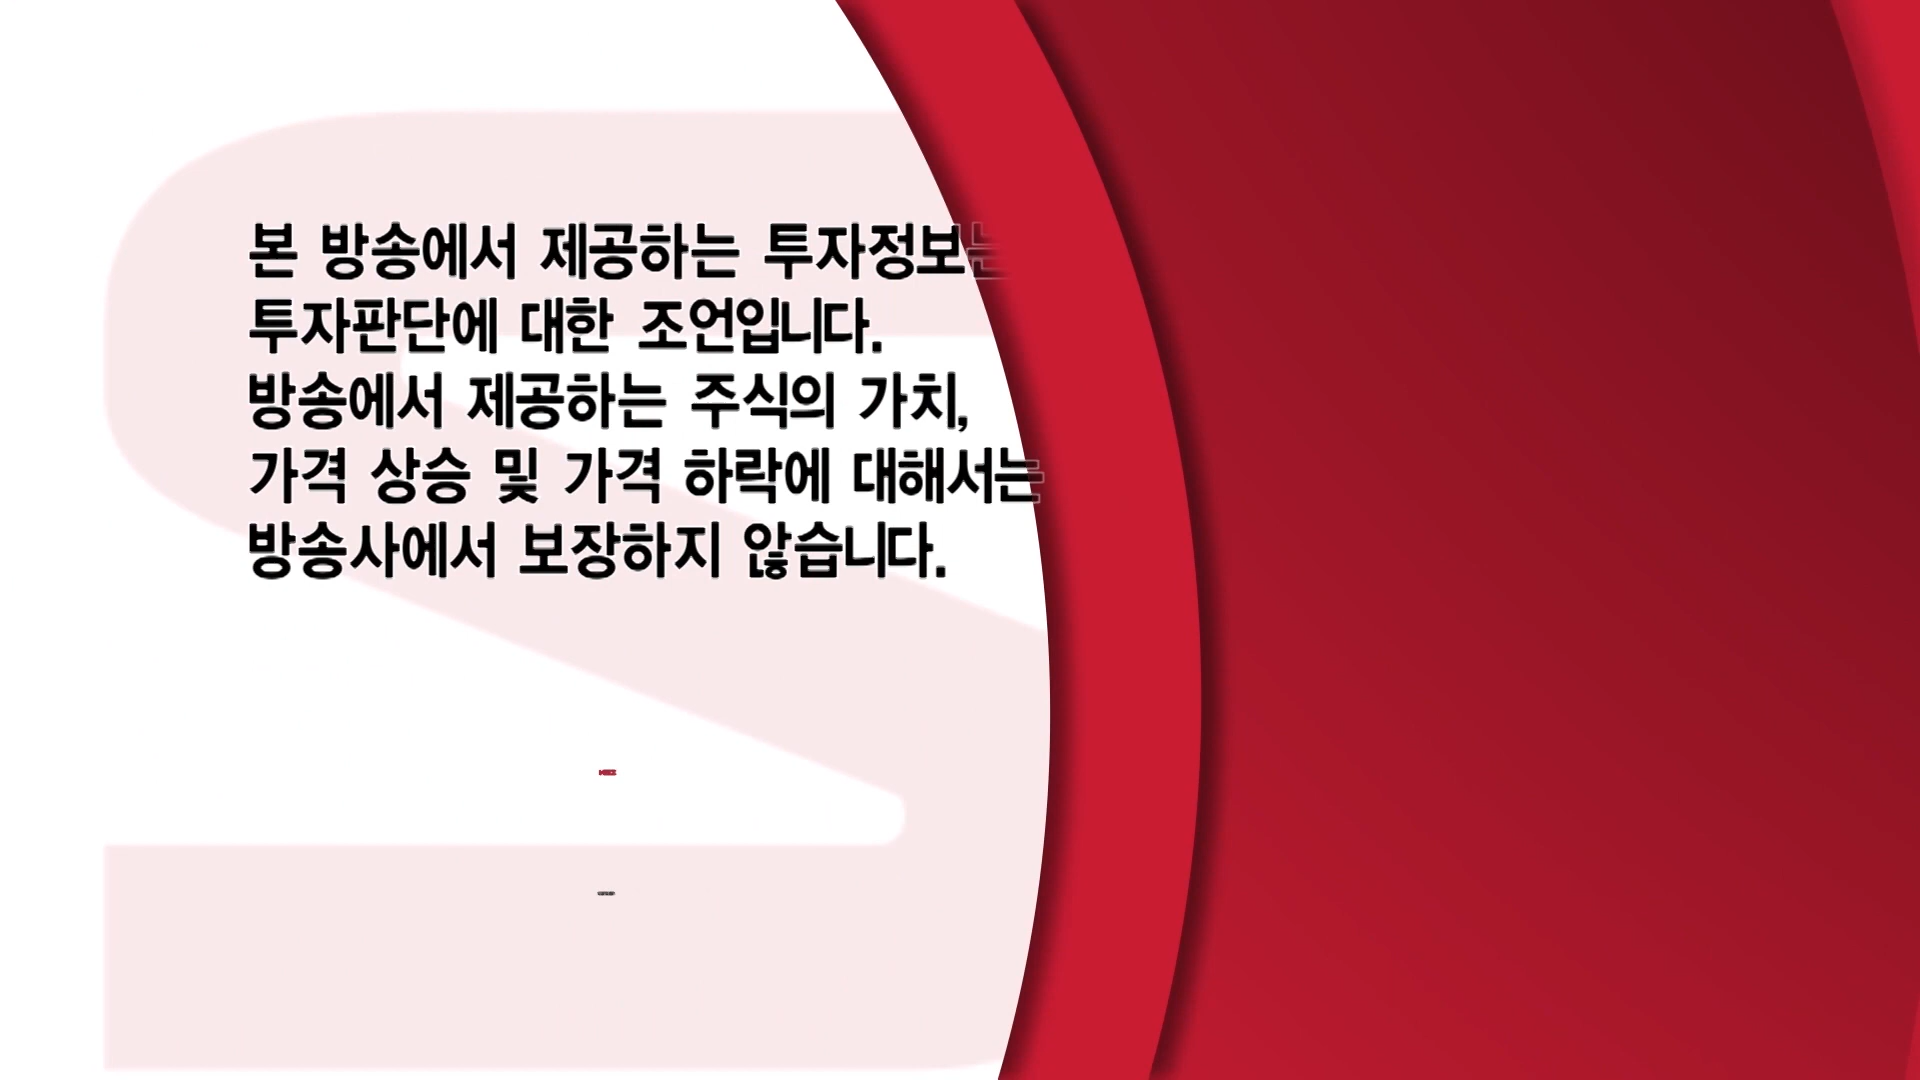 본 방송에서 제공하는 투자정보는
투자판단에 대한 조언입니다.
방송에서 제공하는 주식의 가치,
가격 상승 및 가격 하락에 대해서는
방송사에서 보장하지 않습니다.